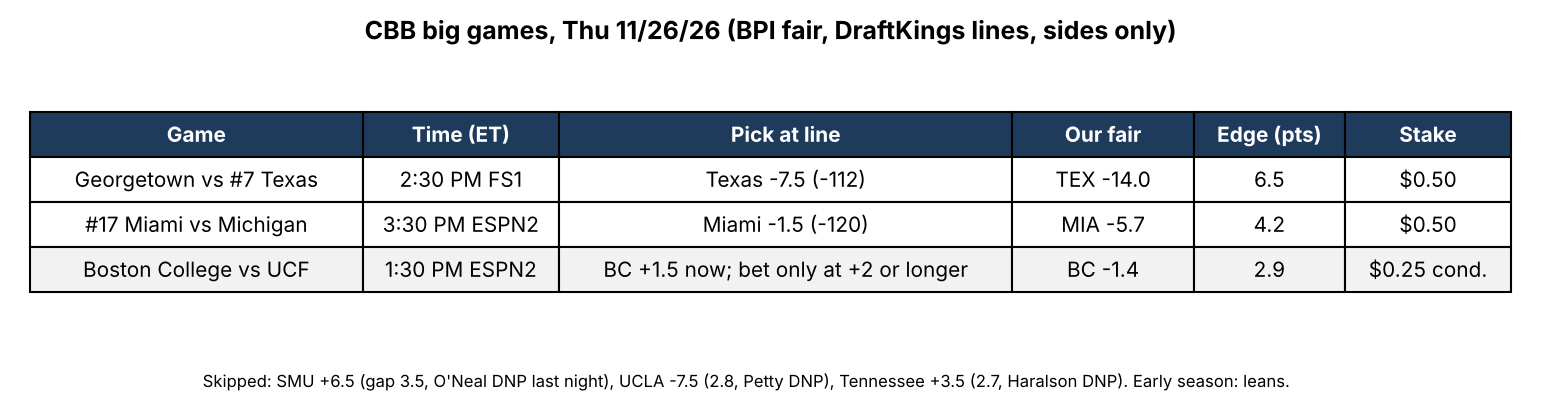 CBB big games, Thu 11/26/26 (BPI fair, DraftKings lines, sides only)
Game Time (ET) Pick at line Our fair Edge (pts) Stake
Georgetown vs #7 Texas 2:30 PM FS1 Texas -7.5 (-112) TEX -14.0 6.5 $0.50
#17 Miami vs Michigan 3:30 PM ESPN2 Miami -1.5 (-120) MIA -5.7 4.2 $0.50
Boston College vs UCF 1:30 PM ESPN2 BC +1.5 now; bet only at +2 or longer BC -1.4 2.9 $0.25 cond.
Skipped: SMU +6.5 (gap 3.5, O'Neal DNP last night), UCLA -7.5 (2.8, Petty DNP), Tennessee +3.5 (2.7, Haralson DNP). Early season: leans.